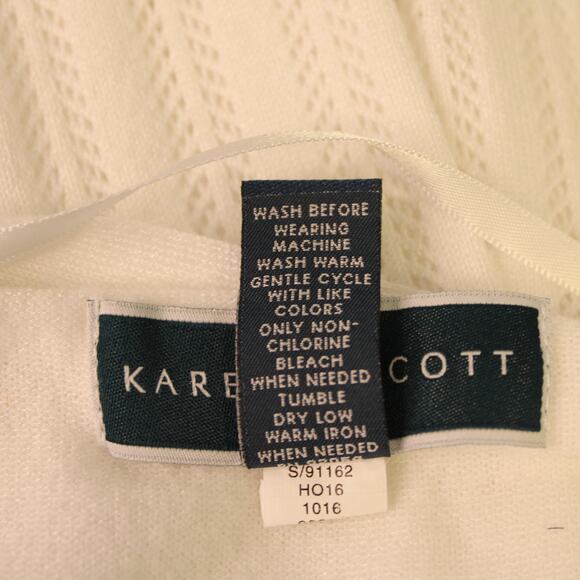 WASH BEFORE
WEARING
MACHINE
WASH WARM
GENTLE CYCLE
WITH LIKE
COLORS
ONLY NON-
CHLORINE
BLEACH
WHEN NEEDED
TUMBLE
DRY LOW
WARM IRON
WHEN NEEDED
KARE COTT
S/91162
HO16
1016